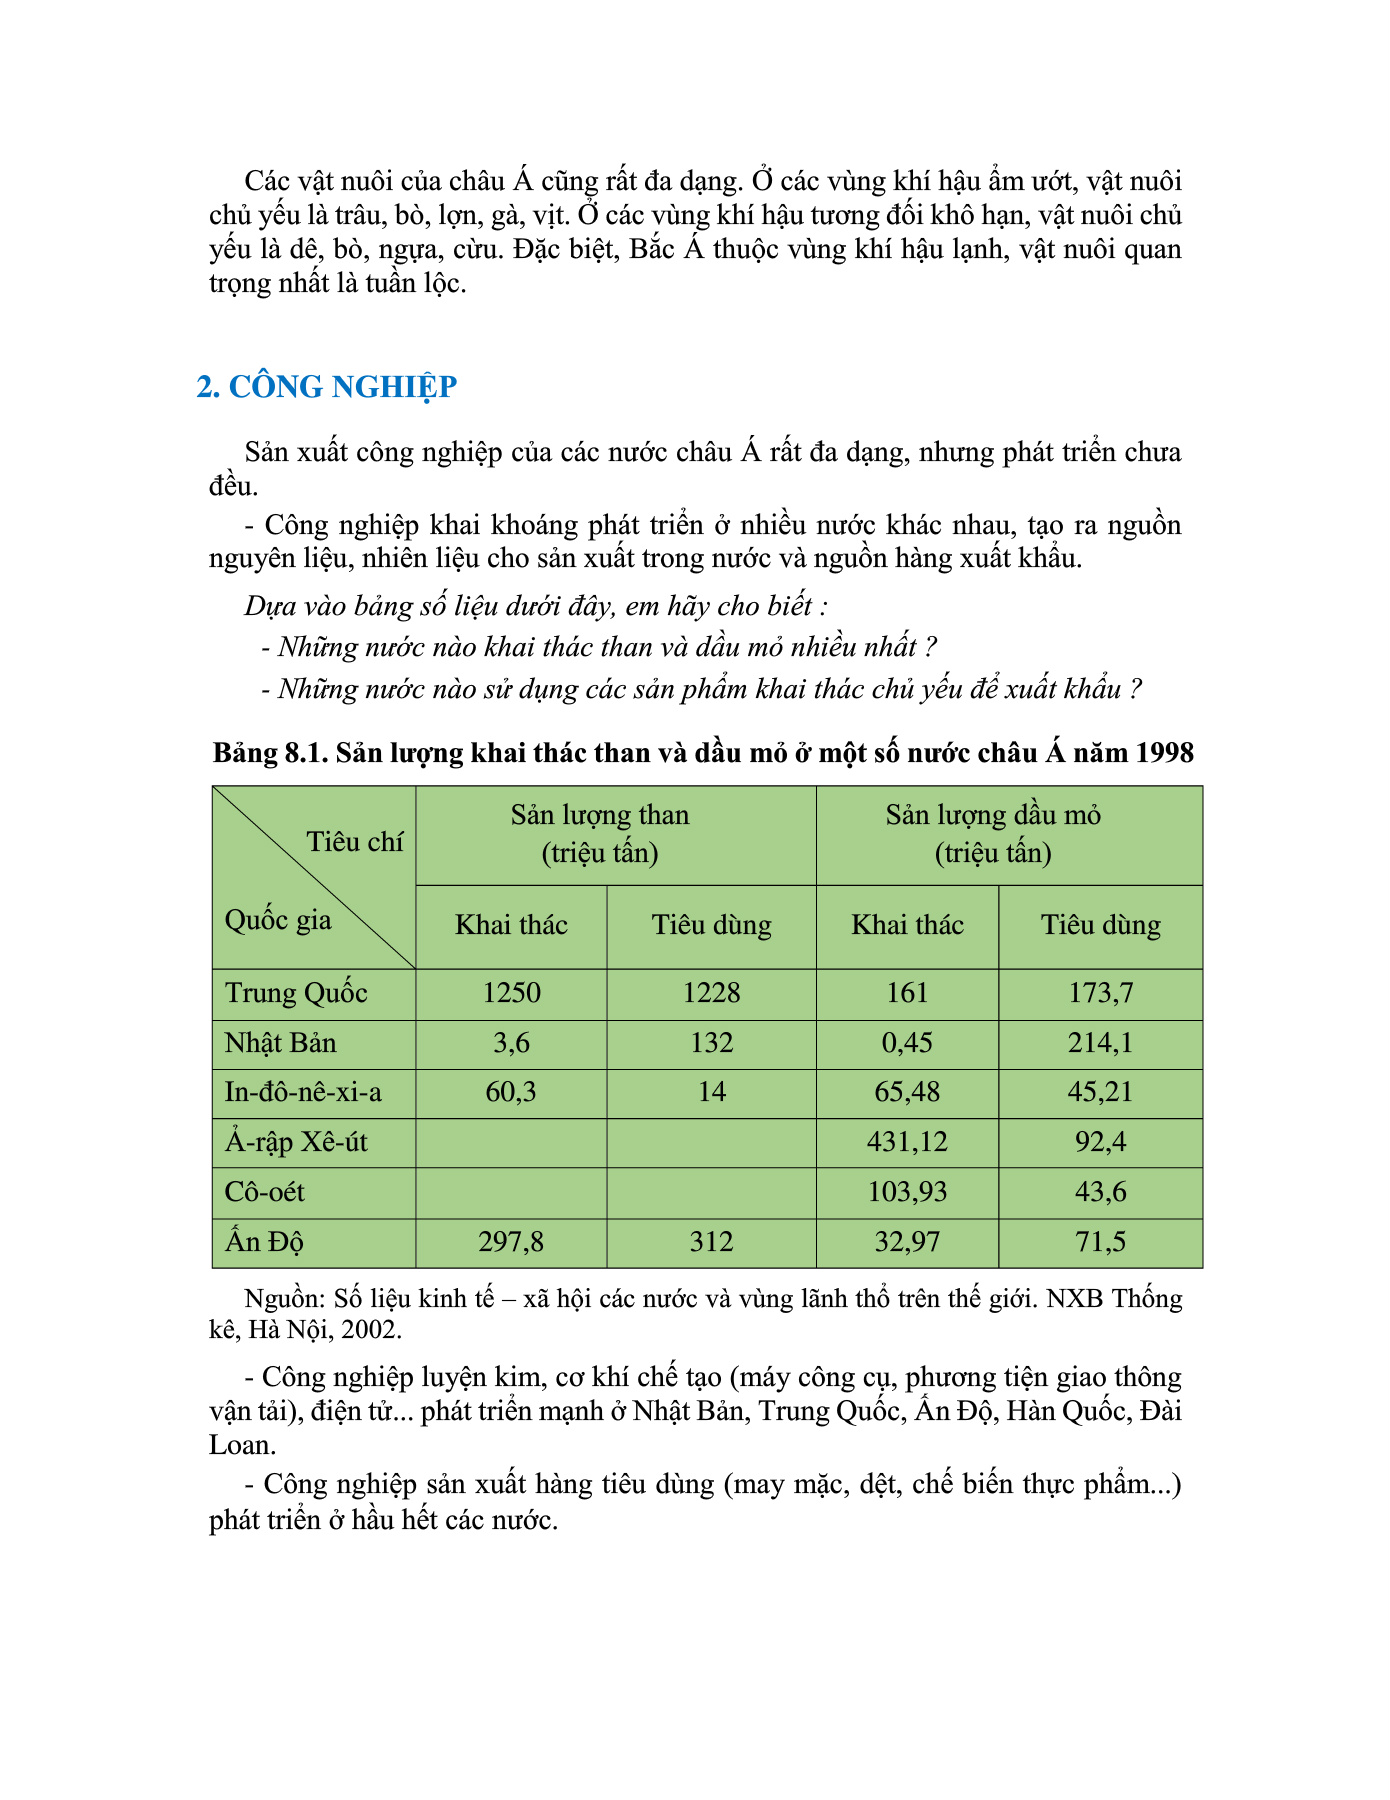 Các vật nuôi của châu Á cũng rất đa dạng. Ở các vùng khí hậu ẩm ướt, vật nuôi
chủ yếu là trâu, bò, lợn, gà, vịt. Ở các vùng khí hậu tương đối khô hạn, vật nuôi chủ
yếu là dê, bò, ngựa, cừu. Đặc biệt, Bắc Á thuộc vùng khí hậu lạnh, vật nuôi quan
trọng nhất là tuần lộc.
2. CÔNG NGHIỆP
Sản xuất công nghiệp của các nước châu Á rất đa dạng, nhưng phát triển chưa
đều.
- Công nghiệp khai khoáng phát triển ở nhiều nước khác nhau, tạo ra nguồn
nguyên liệu, nhiên liệu cho sản xuất trong nước và nguồn hàng xuất khẩu.
Dựa vào bảng số liệu dưới đây, em hãy cho biết :
- Những nước nào khai thác than và dầu mỏ nhiều nhất ?
- Những nước nào sử dụng các sản phẩm khai thác chủ yếu để xuất khẩu ?
Bảng 8.1. Sản lượng khai thác than và dầu mỏ ở một số nước châu Á năm 1998
Tiêu chí
Quốc gia
Sản lượng than
(triệu tấn)
Sản lượng dầu mỏ
(triệu tấn)
Khai thác Tiêu dùng Khai thác Tiêu dùng
Trung Quốc 1250 1228 161 173,7
Nhật Bản 3,6 132 0,45 214,1
In-đô-nê-xi-a 60,3 14 65,48 45,21
Ả-rập Xê-út 431,12 92,4
Cô-oét 103,93 43,6
Ấn Độ 297,8 312 32,97 71,5
Nguồn: Số liệu kinh tế – xã hội các nước và vùng lãnh thổ trên thế giới. NXB Thống
kê, Hà Nội, 2002.
- Công nghiệp luyện kim, cơ khí chế tạo (máy công cụ, phương tiện giao thông
vận tải), điện tử... phát triển mạnh ở Nhật Bản, Trung Quốc, Ấn Độ, Hàn Quốc, Đài
Loan.
- Công nghiệp sản xuất hàng tiêu dùng (may mặc, dệt, chế biến thực phẩm...)
phát triển ở hầu hết các nước.